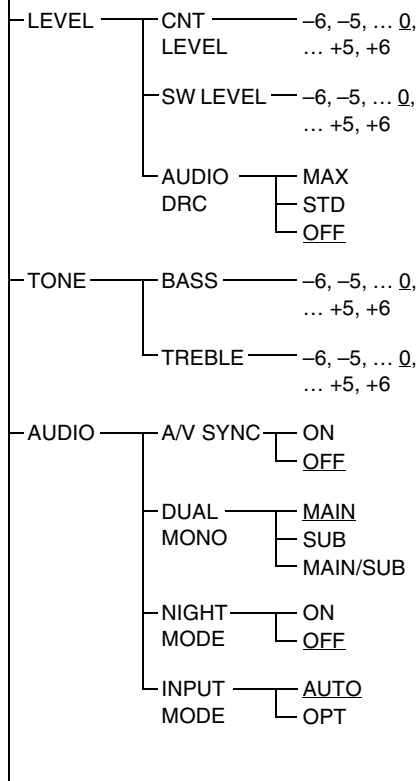 LEVEL CNT –6, –5, … 0,
LEVEL … +5, +6
SW LEVEL –6, –5, … 0,
… +5, +6
AUDIO MAX
DRC STD
OFF
TONE BASS –6, –5, … 0,
… +5, +6
TREBLE –6, –5, … 0,
… +5, +6
AUDIO A/V SYNC ON
OFF
DUAL MAIN
MONO SUB
MAIN/SUB
NIGHT ON
MODE OFF
INPUT AUTO
MODE OPT